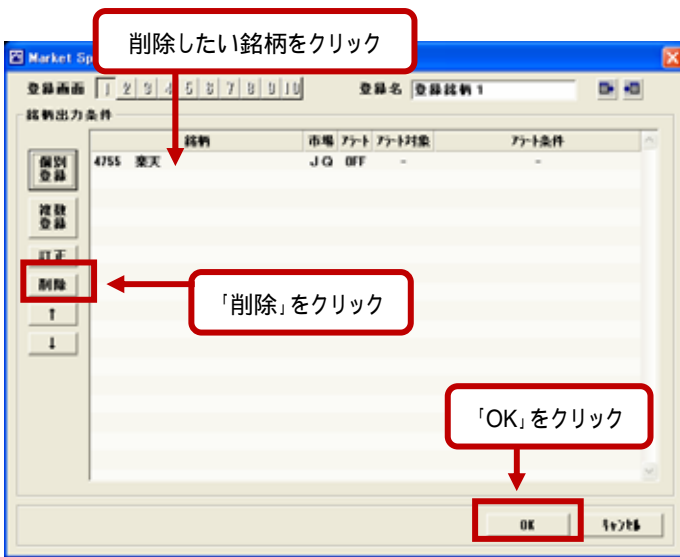 削除したい銘柄をクリック
Market Sp
登録画面 1 2 3 4 5 6 7 8 9 10 登録名 登録銘柄 1
銘柄出力条件
銘柄 市場 アラート アラート対象 アラート条件
個別
登録
4755 楽天 JQ OFF - -
複数
登録
訂正
削除
「削除」をクリック
↑
↓
「OK」をクリック
OK キャンセル